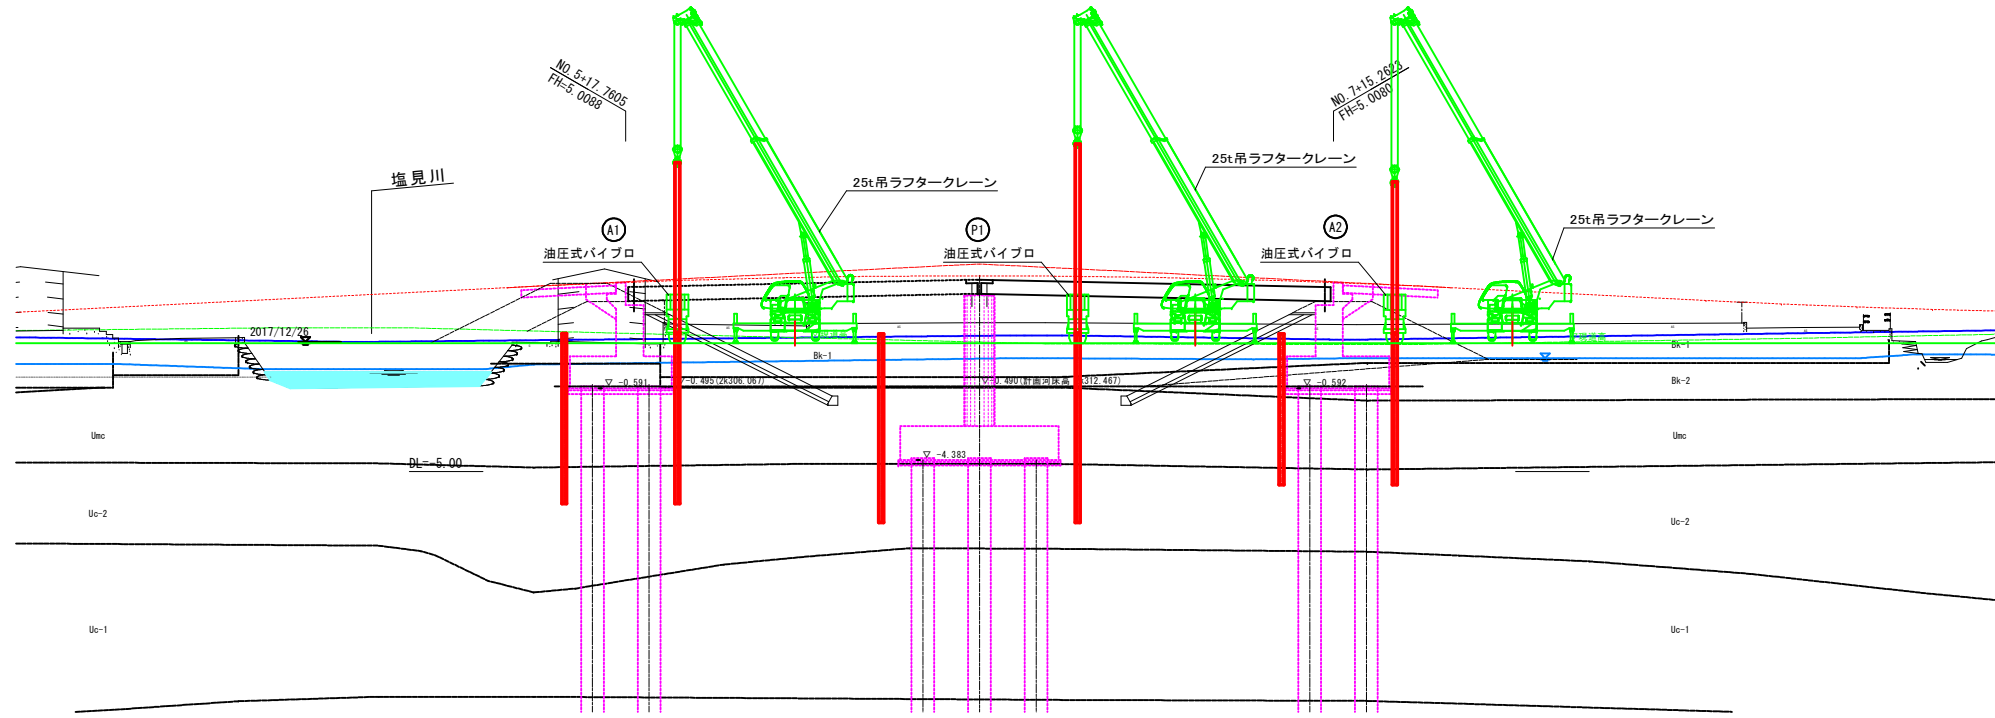 NO.5+17.7605
FH=5.0088
NO.7+15.2623
FH=5.0080
塩見川
25t吊ラフタークレーン
25t吊ラフタークレーン
25t吊ラフタークレーン
A1
油圧式バイブロ
P1
油圧式バイブロ
A2
油圧式バイブロ
2017/12/26
Bk-1
Bk-1
Bk-2
-0.591
-0.495(2k306.067)
-0.490(計画河床高
312.467)
-0.592
Umc
Umc
-4.383
DL=-5.00
Uc-2
Uc-2
Uc-1
Uc-1